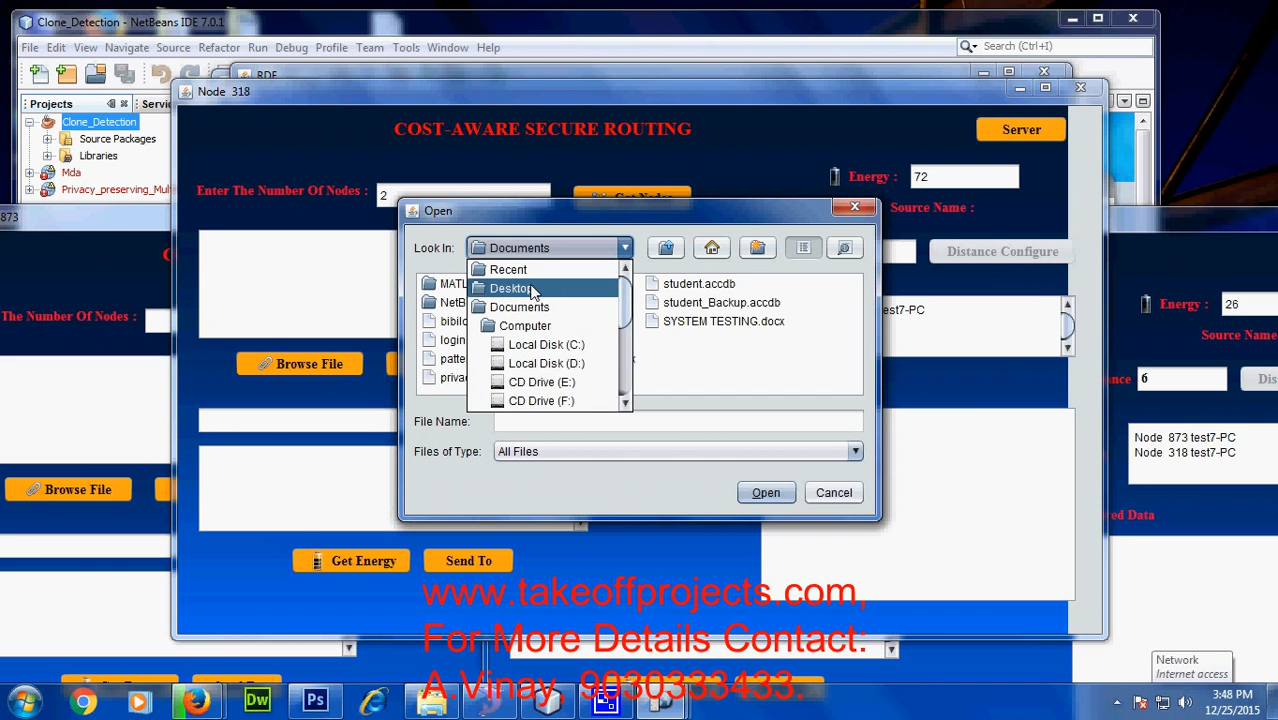 Clone_Detection - NetBeans IDE 7.0.1
File Edit View Navigate Source Refactor Run Debug Profile Team Tools Window Help
Search (Ctrl+I)
RDE
Projects
Node 318
Clone_Detection
Source Packages
Libraries
Mda
COST-AWARE SECURE ROUTING
Server
Enter The Number Of Nodes :
2
Energy :
72
Source Name :
873
Open
Look In:
Documents
Distance Configure
Recent
Desktop
Documents
Computer
Local Disk (C:)
Local Disk (D:)
CD Drive (E:)
CD Drive (F:)
student.accdb
student_Backup.accdb
SYSTEM TESTING.docx
The Number Of Nodes :
Energy :
26
Browse File
File Name:
Files of Type:
All Files
Open
Cancel
6
Node 873 test7-PC
Node 318 test7-PC
Browse File
Data
Get Energy
Send To
www.takeoffprojects.com,
For More Details Contact:
A.Vinay, 9030333433.
Network
Internet access
Dw
Ps
3:48 PM
12/25/2015